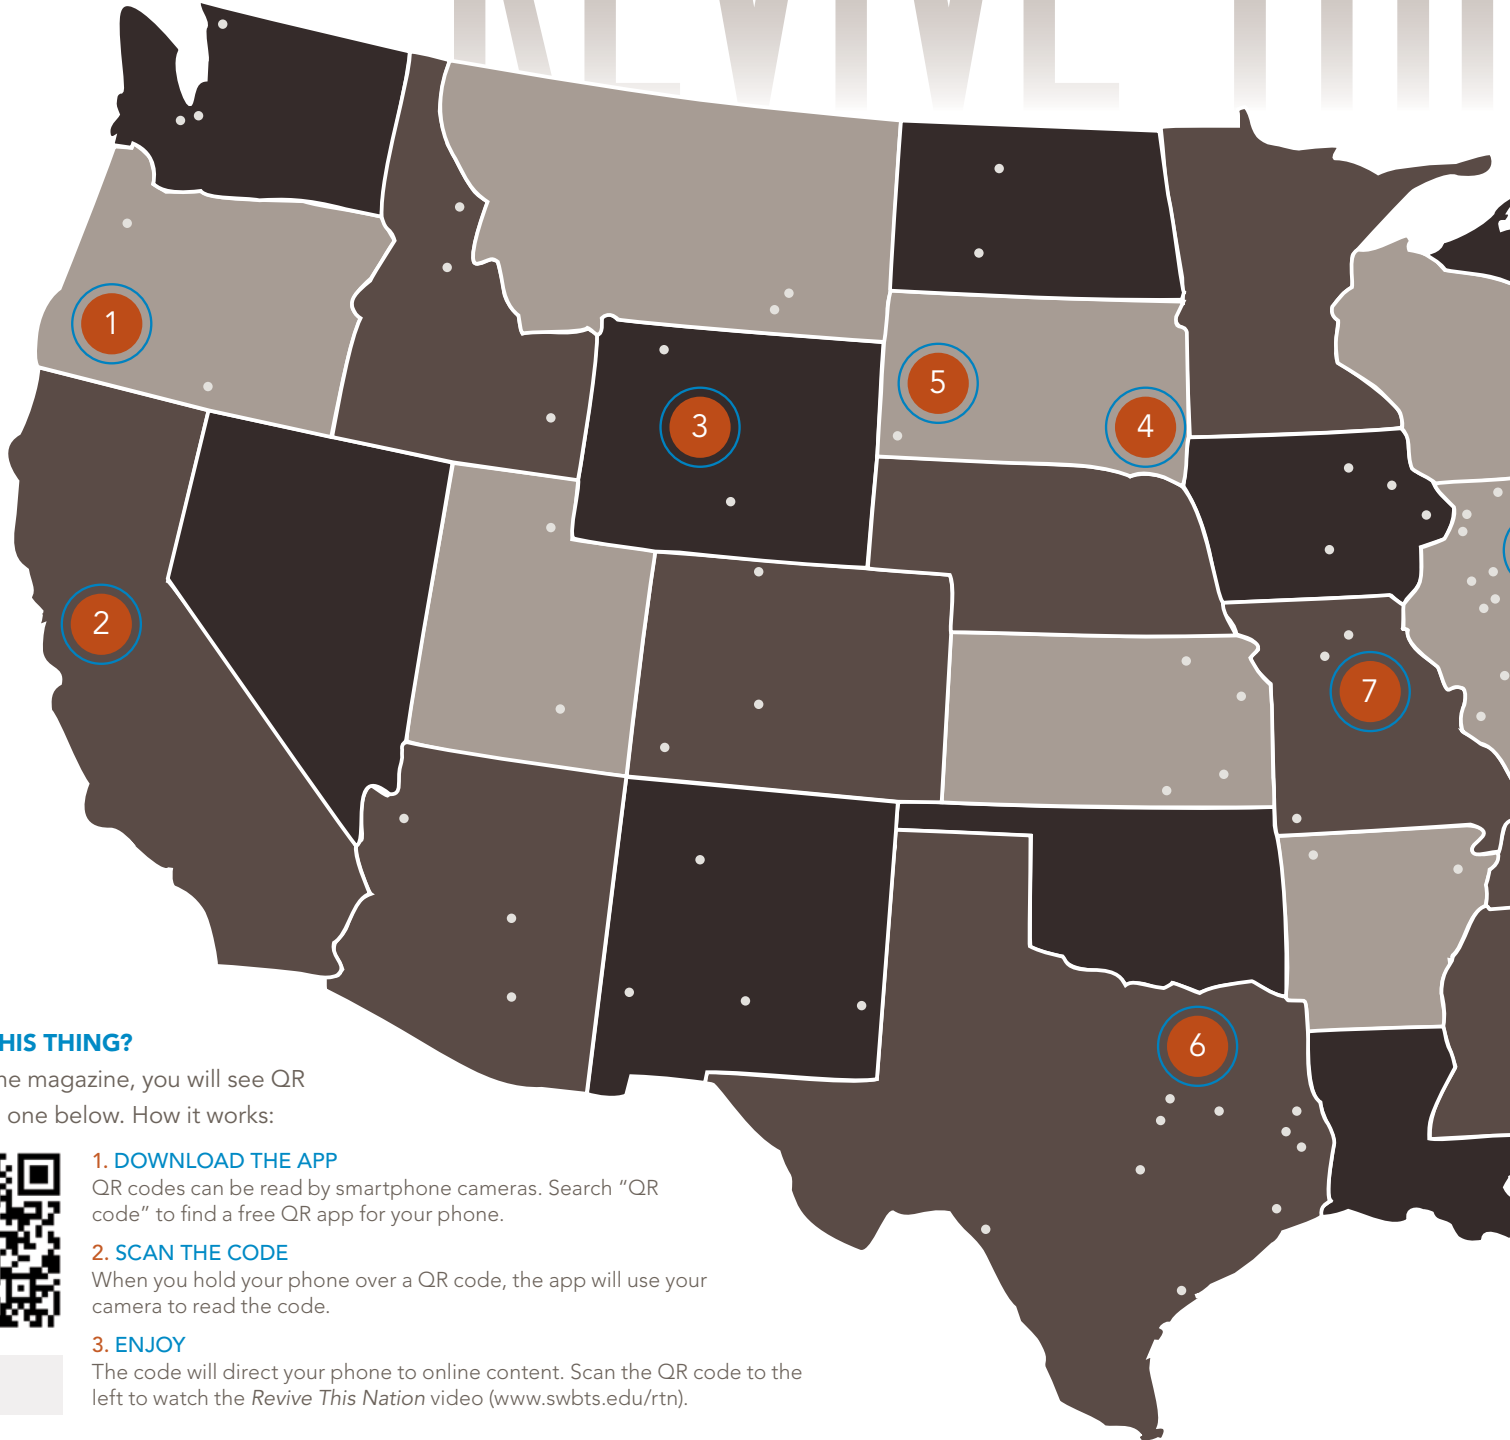 REVIVE THI
1
5
3
4
2
7
6
HIS THING?
he magazine, you will see QR
one below. How it works:
1. DOWNLOAD THE APP
QR codes can be read by smartphone cameras. Search “QR
code” to find a free QR app for your phone.
2. SCAN THE CODE
When you hold your phone over a QR code, the app will use your
camera to read the code.
3. ENJOY
The code will direct your phone to online content. Scan the QR code to the
left to watch the Revive This Nation video (www.swbts.edu/rtn).